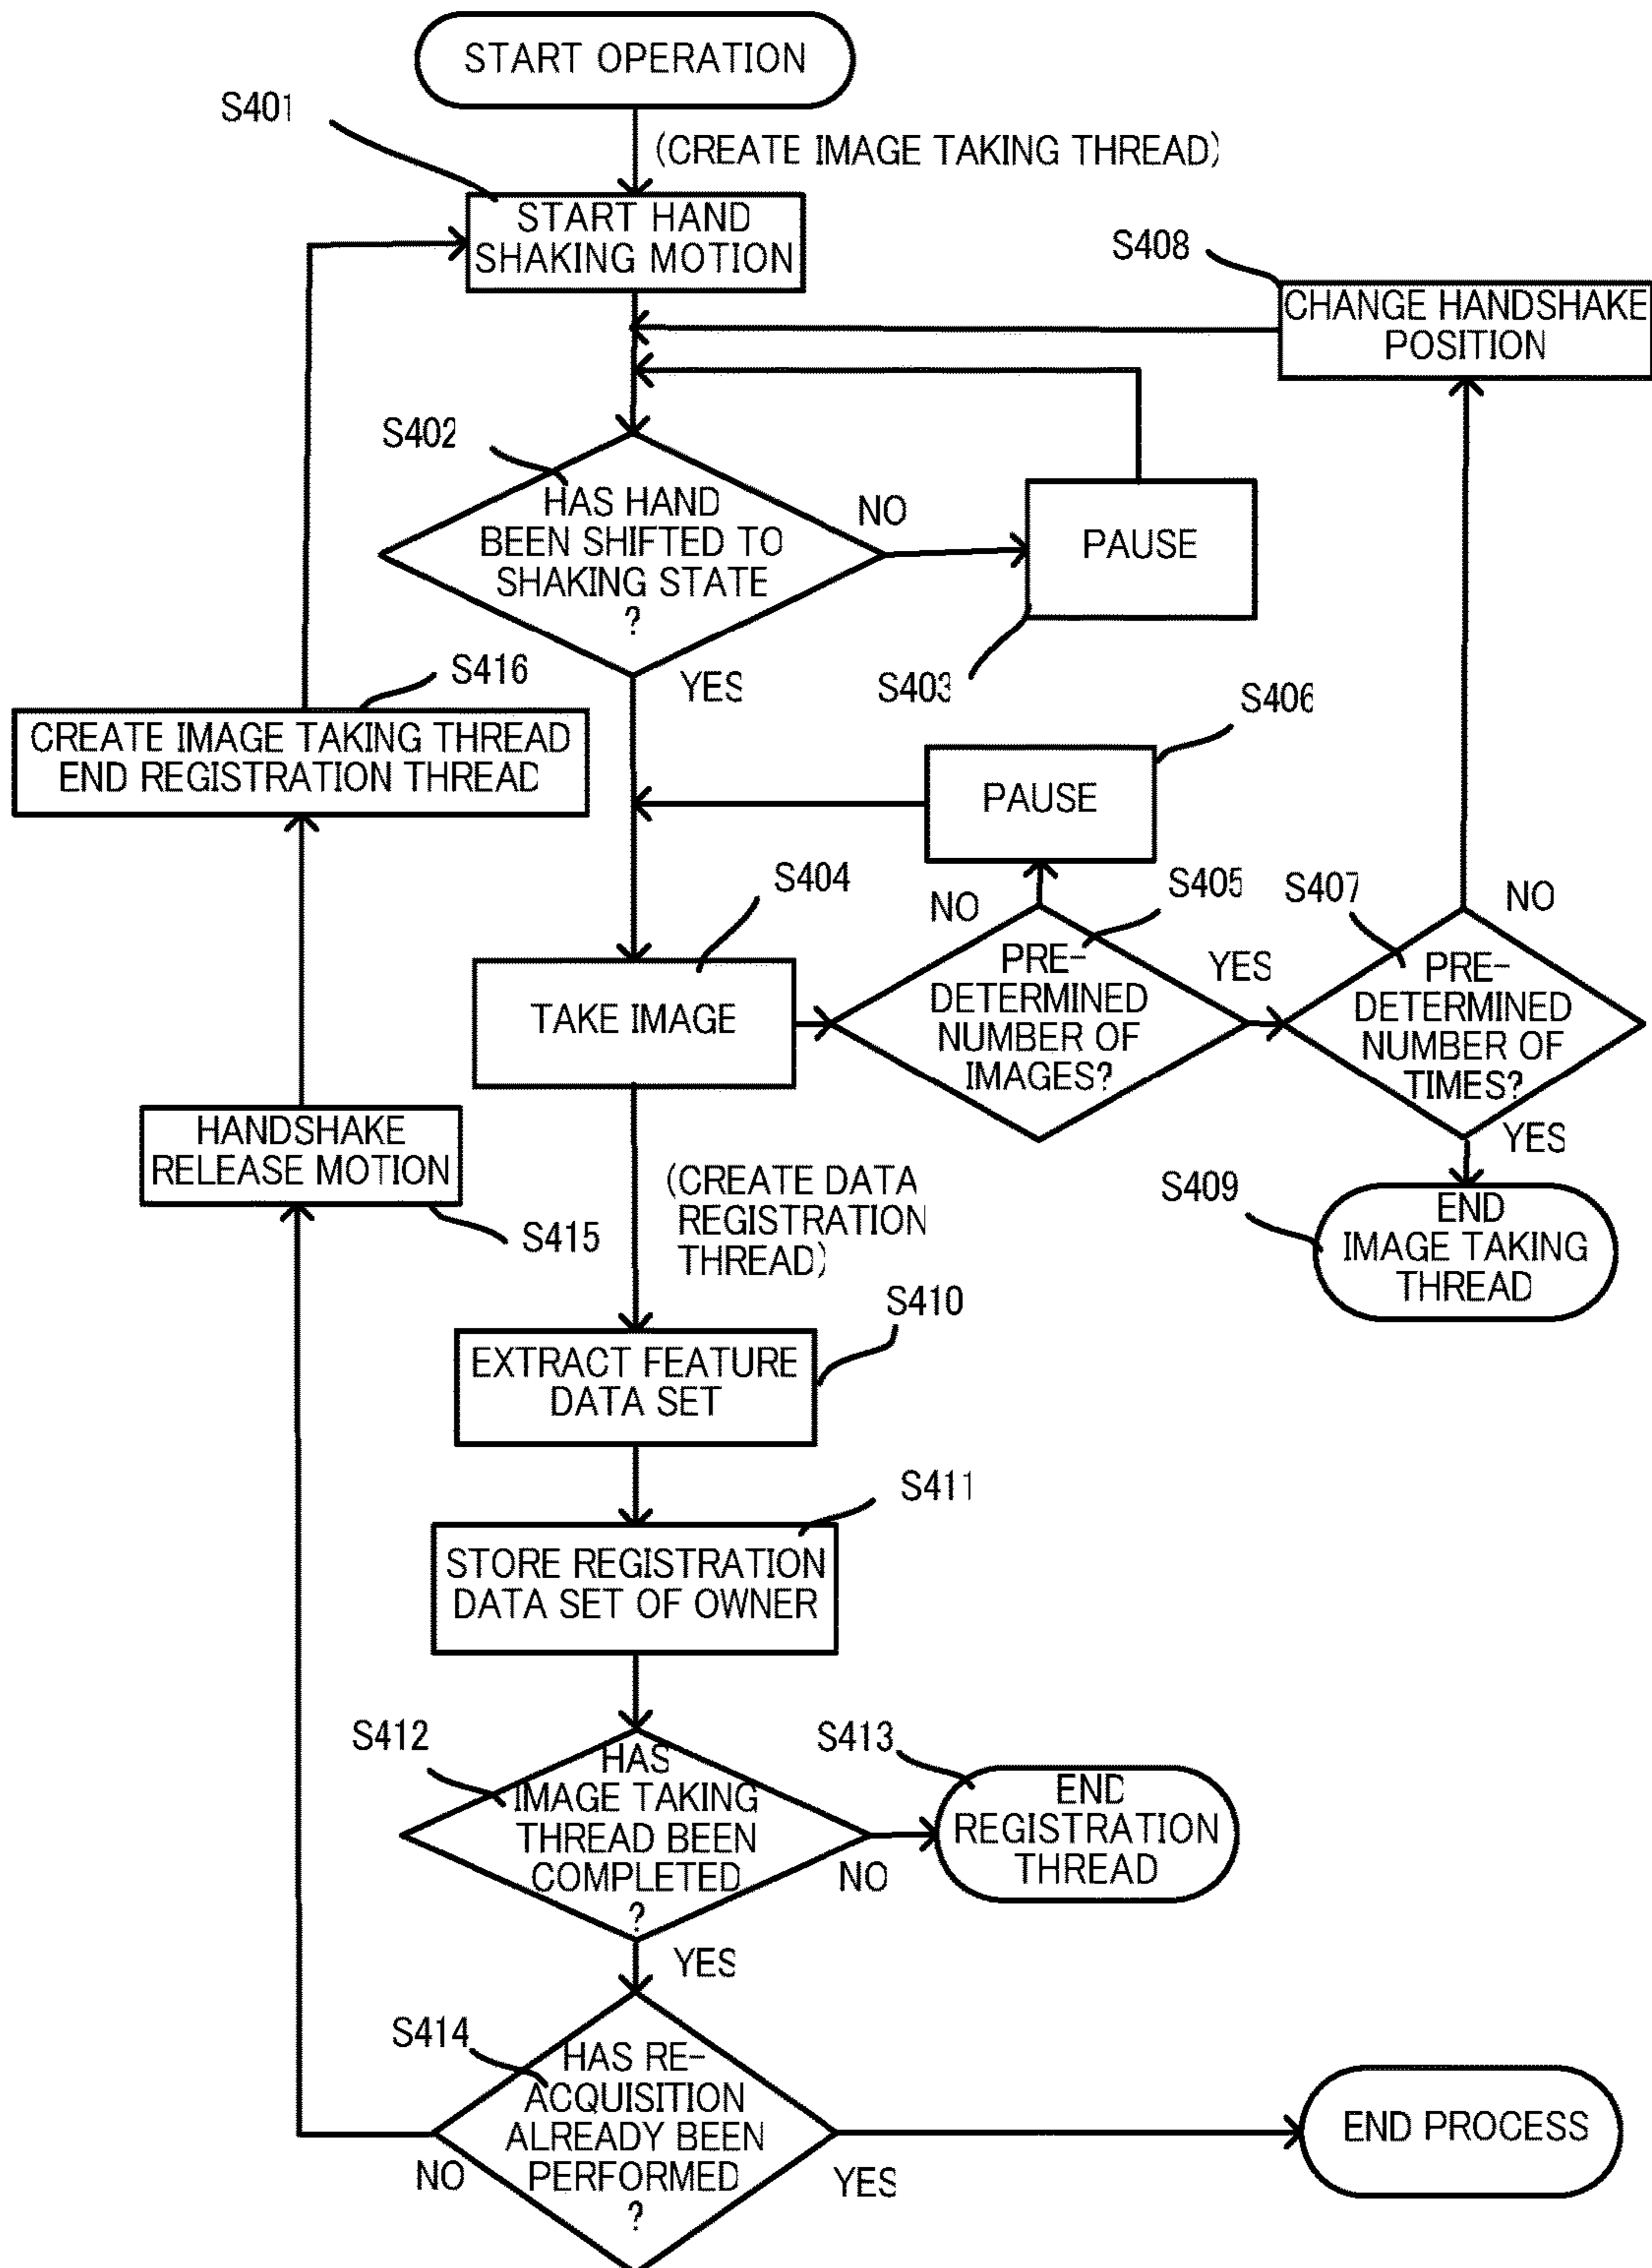 START OPERATION
S401
(CREATE IMAGE TAKING THREAD)
START HAND
SHAKING MOTION
S408
CHANGE HANDSHAKE
POSITION
S402
HAS HAND
BEEN SHIFTED TO
SHAKING STATE
?
NO
PAUSE
S403
YES
S416
CREATE IMAGE TAKING THREAD
END REGISTRATION THREAD
S406
PAUSE
S404
TAKE IMAGE
NO
S405
PRE-
DETERMINED
NUMBER OF
IMAGES?
YES
S407
NO
PRE-
DETERMINED
NUMBER OF
TIMES?
YES
S409
END
IMAGE TAKING
THREAD
HANDSHAKE
RELEASE MOTION
S415
(CREATE DATA
REGISTRATION
THREAD)
S410
EXTRACT FEATURE
DATA SET
S411
STORE REGISTRATION
DATA SET OF OWNER
S412
HAS
IMAGE TAKING
THREAD BEEN
COMPLETED
?
NO
S413
END
REGISTRATION
THREAD
YES
S414
HAS RE-
ACQUISITION
ALREADY BEEN
PERFORMED
?
NO
YES
END PROCESS